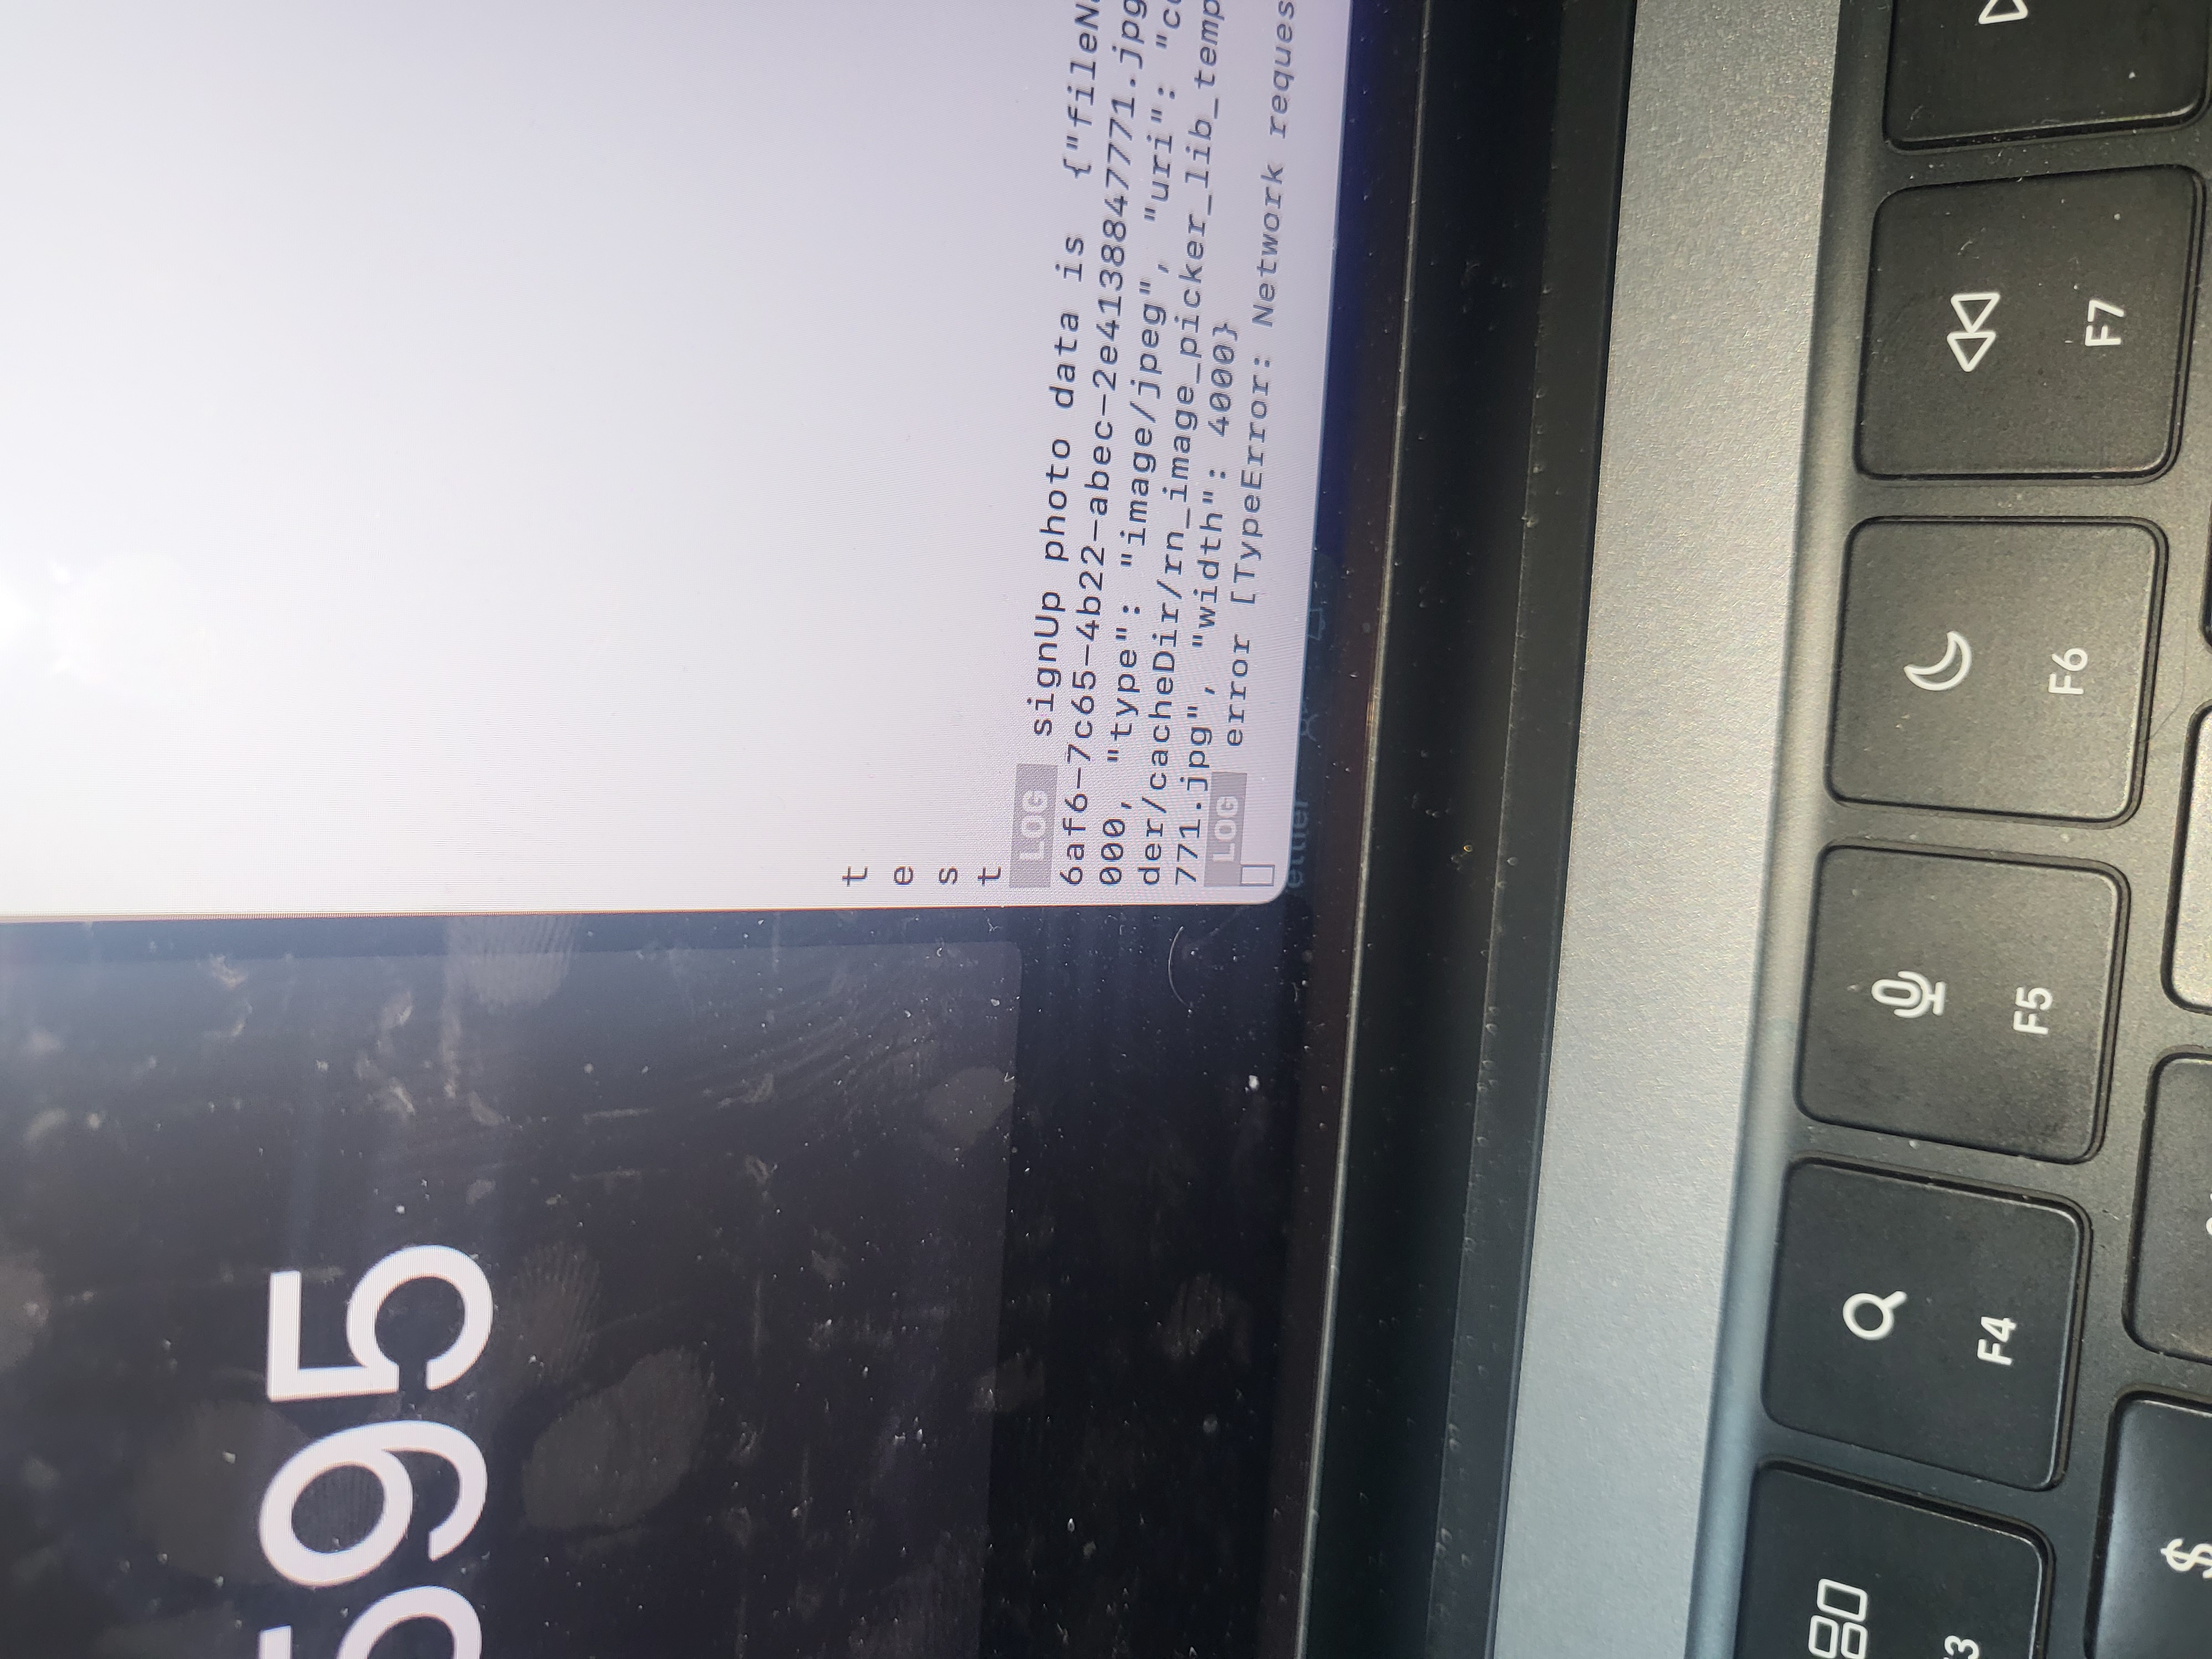 595
t
e
s
t
LOG signUp photo data is {"fileN
6af6-7c65-4b22-abec-2e4138847771.jpg
000, "type": "image/jpeg", "uri": "c
der/cacheDir/rn_image_picker_lib_temp
771.jpg", "width": 4000}
LOG error [TypeError: Network reques
F4
F5
F6
F7
$